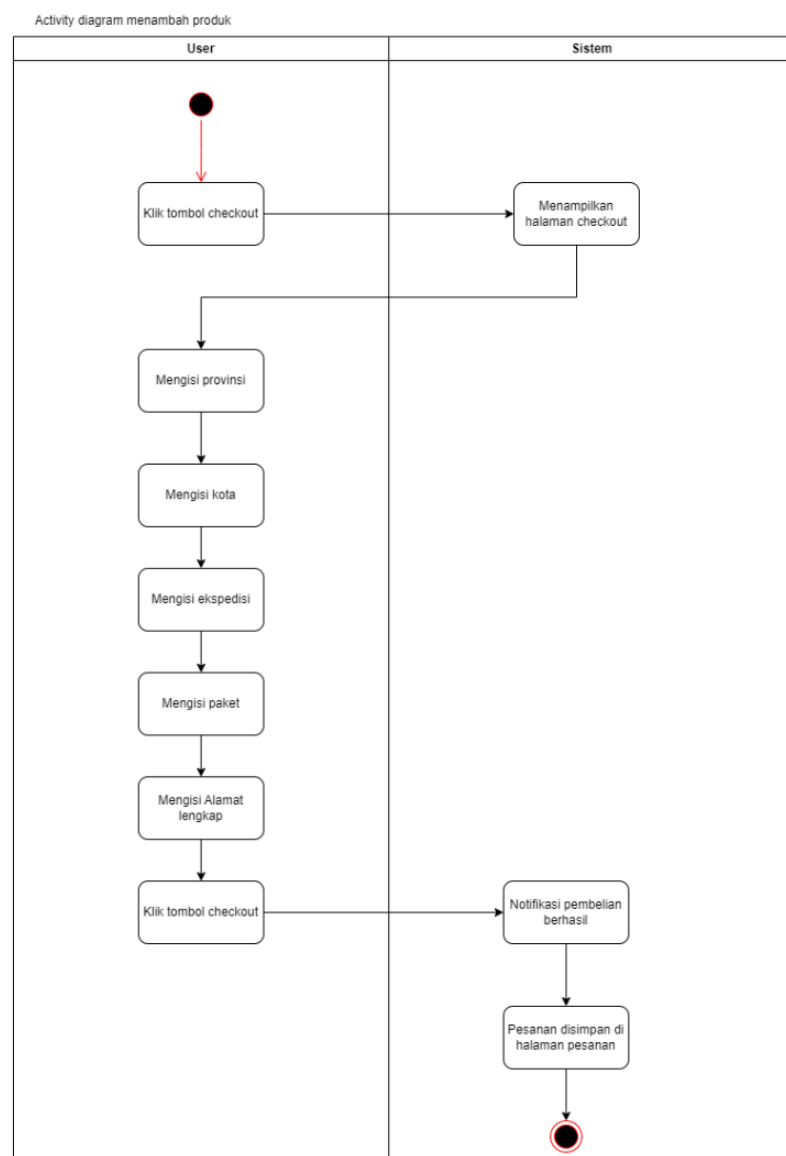 Activity diagram menambah produk
User
Sistem
Klik tombol checkout
Menampilkan
halaman checkout
Mengisi provinsi
Mengisi kota
Mengisi ekspedisi
Mengisi paket
Mengisi Alamat
lengkap
Klik tombol checkout
Notifikasi pembelian
berhasil
Pesanan disimpan di
halaman pesanan